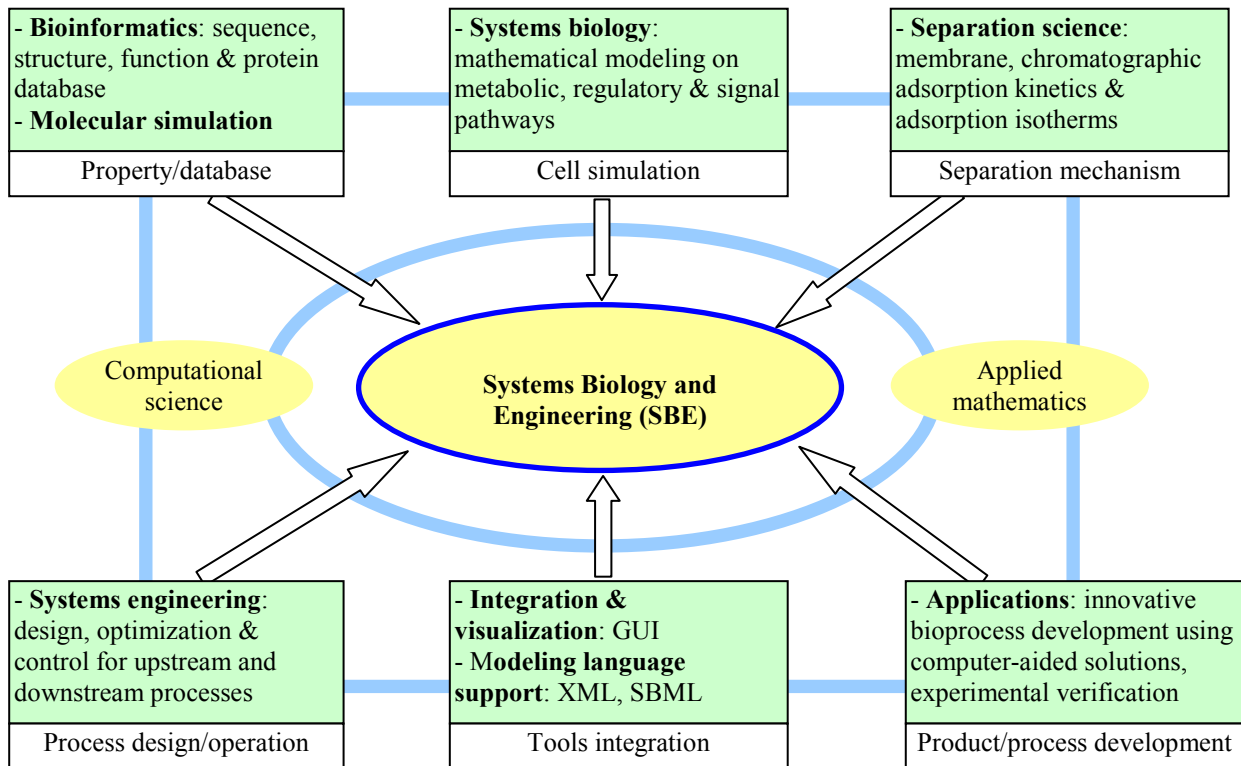 - Bioinformatics: sequence,
structure, function & protein
database
- Molecular simulation
Property/database
- Systems biology:
mathematical modeling on
metabolic, regulatory & signal
pathways
Cell simulation
- Separation science:
membrane, chromatographic
adsorption kinetics &
adsorption isotherms
Separation mechanism
Computational
science
Systems Biology and
Engineering (SBE)
Applied
mathematics
- Systems engineering:
design, optimization &
control for upstream and
downstream processes
Process design/operation
- Integration &
visualization: GUI
- Modeling language
support: XML, SBML
Tools integration
- Applications: innovative
bioprocess development using
computer-aided solutions,
experimental verification
Product/process development